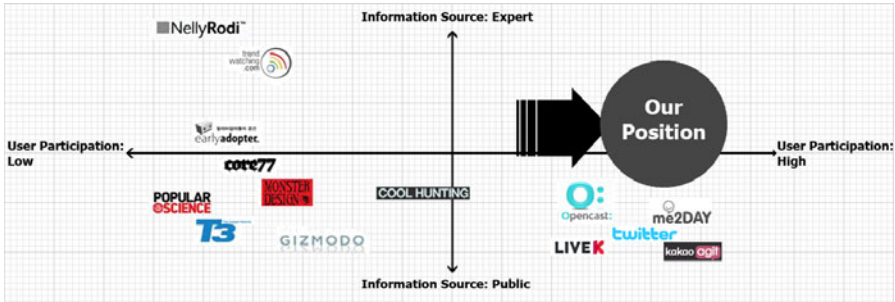 Information Source: Expert
NellyRodi™
trend
watching
.com
Our
Position
earlyadopter.
User Participation:
Low
User Participation:
High
core77
MONSTER
DESIGN
COOL HUNTING
POPULAR
SCIENCE
O:
Opencast:
me2DAY
T3
twitter
GIZMODO
LIVEK
kakao agit
Information Source: Public